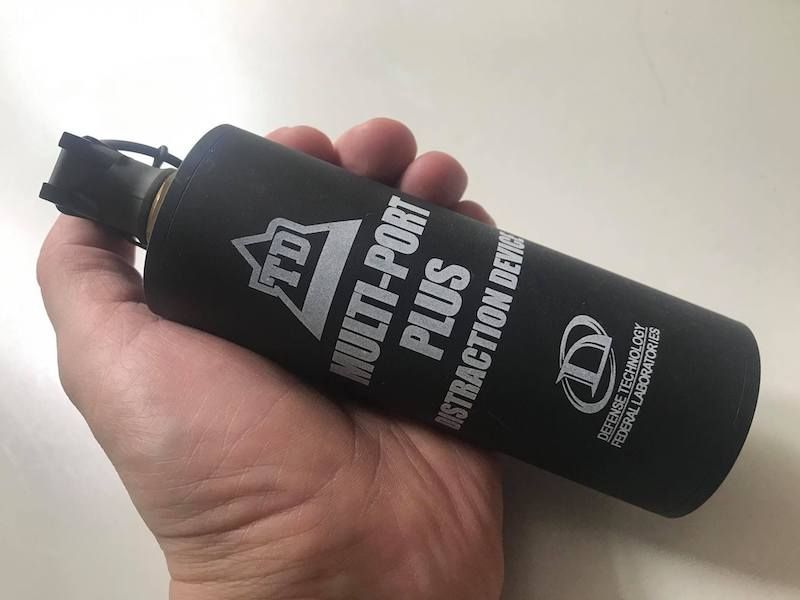 TD
MULTI-PORT
PLUS
DISTRACTION DEVICE
DEFENSE TECHNOLOGY
FEDERAL LABORATORIES